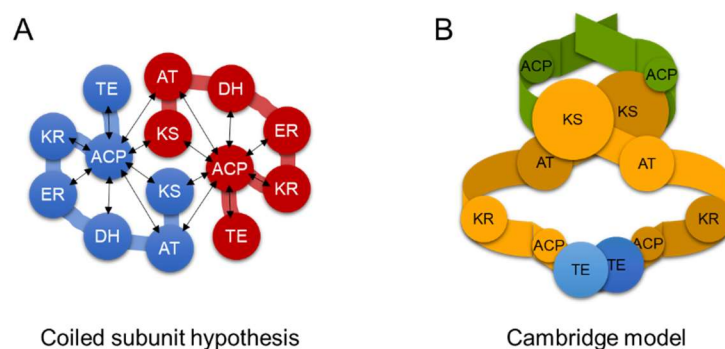 A
B
TE
AT
DH
KR
ACP
KS
ER
ER
KS
ACP
KR
DH
AT
TE
ACP
ACP
KS
KS
AT
AT
KR
KR
ACP
ACP
TE
TE
Coiled subunit hypothesis
Cambridge model